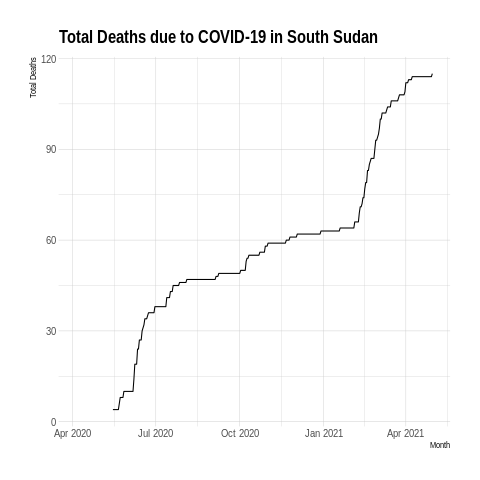 Total Deaths due to COVID-19 in South Sudan
Total Deaths
120
90
60
30
0
Apr 2020 Jul 2020 Oct 2020 Jan 2021 Apr 2021
Month